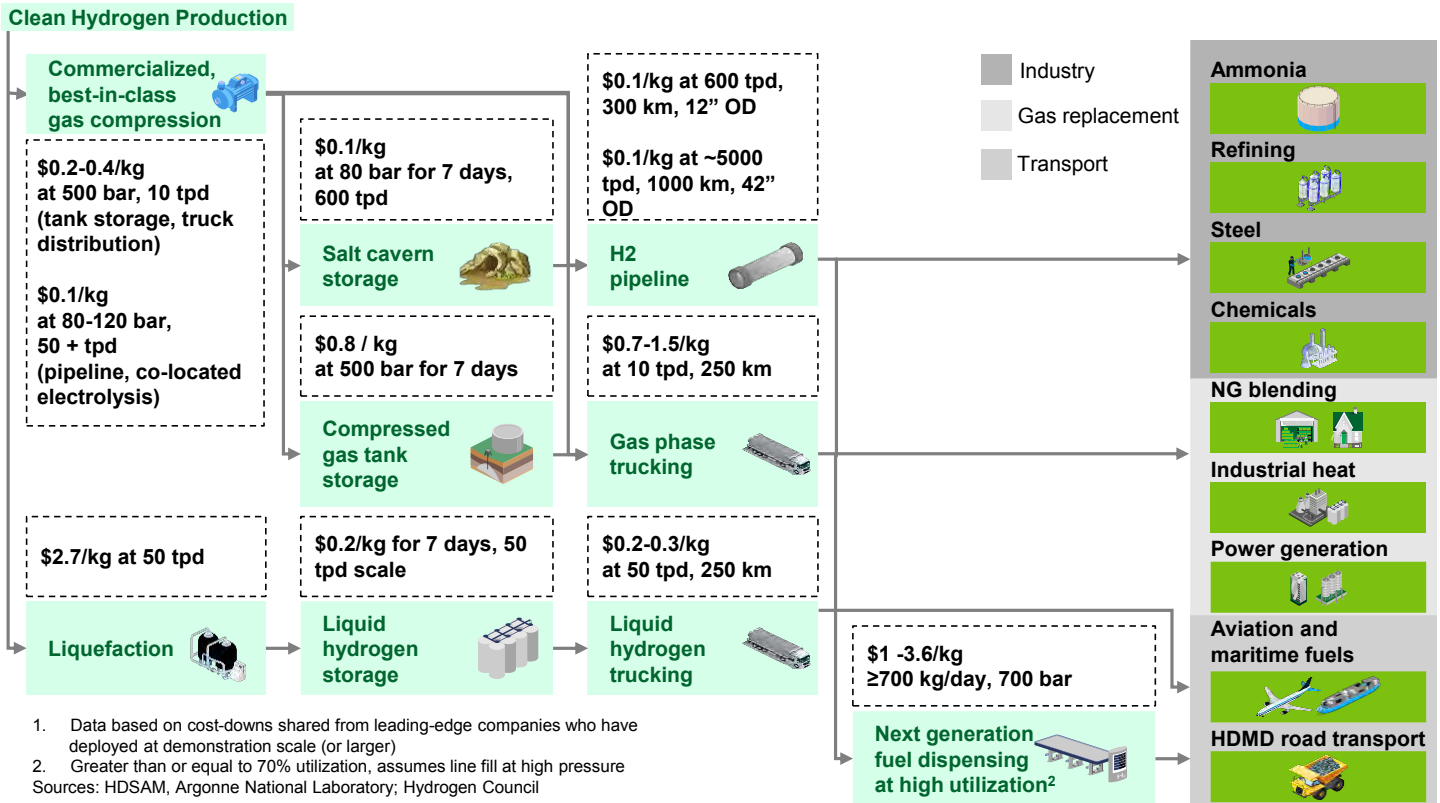 Clean Hydrogen Production
Commercialized,
best-in-class
gas compression
$0.2-0.4/kg
at 500 bar, 10 tpd
(tank storage, truck
distribution)
$0.1/kg
at 80-120 bar,
50 + tpd
(pipeline, co-located
electrolysis)
$0.1/kg
at 80 bar for 7 days,
600 tpd
Salt cavern
storage
$0.1/kg at 600 tpd,
300 km, 12” OD
$0.1/kg at ~5000
tpd, 1000 km, 42”
OD
H2
pipeline
$0.8 / kg
at 500 bar for 7 days
Compressed
gas tank
storage
$0.7-1.5/kg
at 10 tpd, 250 km
Gas phase
trucking
$2.7/kg at 50 tpd
Liquefaction
$0.2/kg for 7 days, 50
tpd scale
Liquid
hydrogen
storage
$0.2-0.3/kg
at 50 tpd, 250 km
Liquid
hydrogen
trucking
$1 -3.6/kg
≥700 kg/day, 700 bar
Next generation
fuel dispensing
at high utilization²
Industry
Gas replacement
Transport
Ammonia
Refining
Steel
Chemicals
NG blending
Industrial heat
Power generation
Aviation and
maritime fuels
HDMD road transport
1. Data based on cost-downs shared from leading-edge companies who have
deployed at demonstration scale (or larger)
2. Greater than or equal to 70% utilization, assumes line fill at high pressure
Sources: HDSAM, Argonne National Laboratory; Hydrogen Council